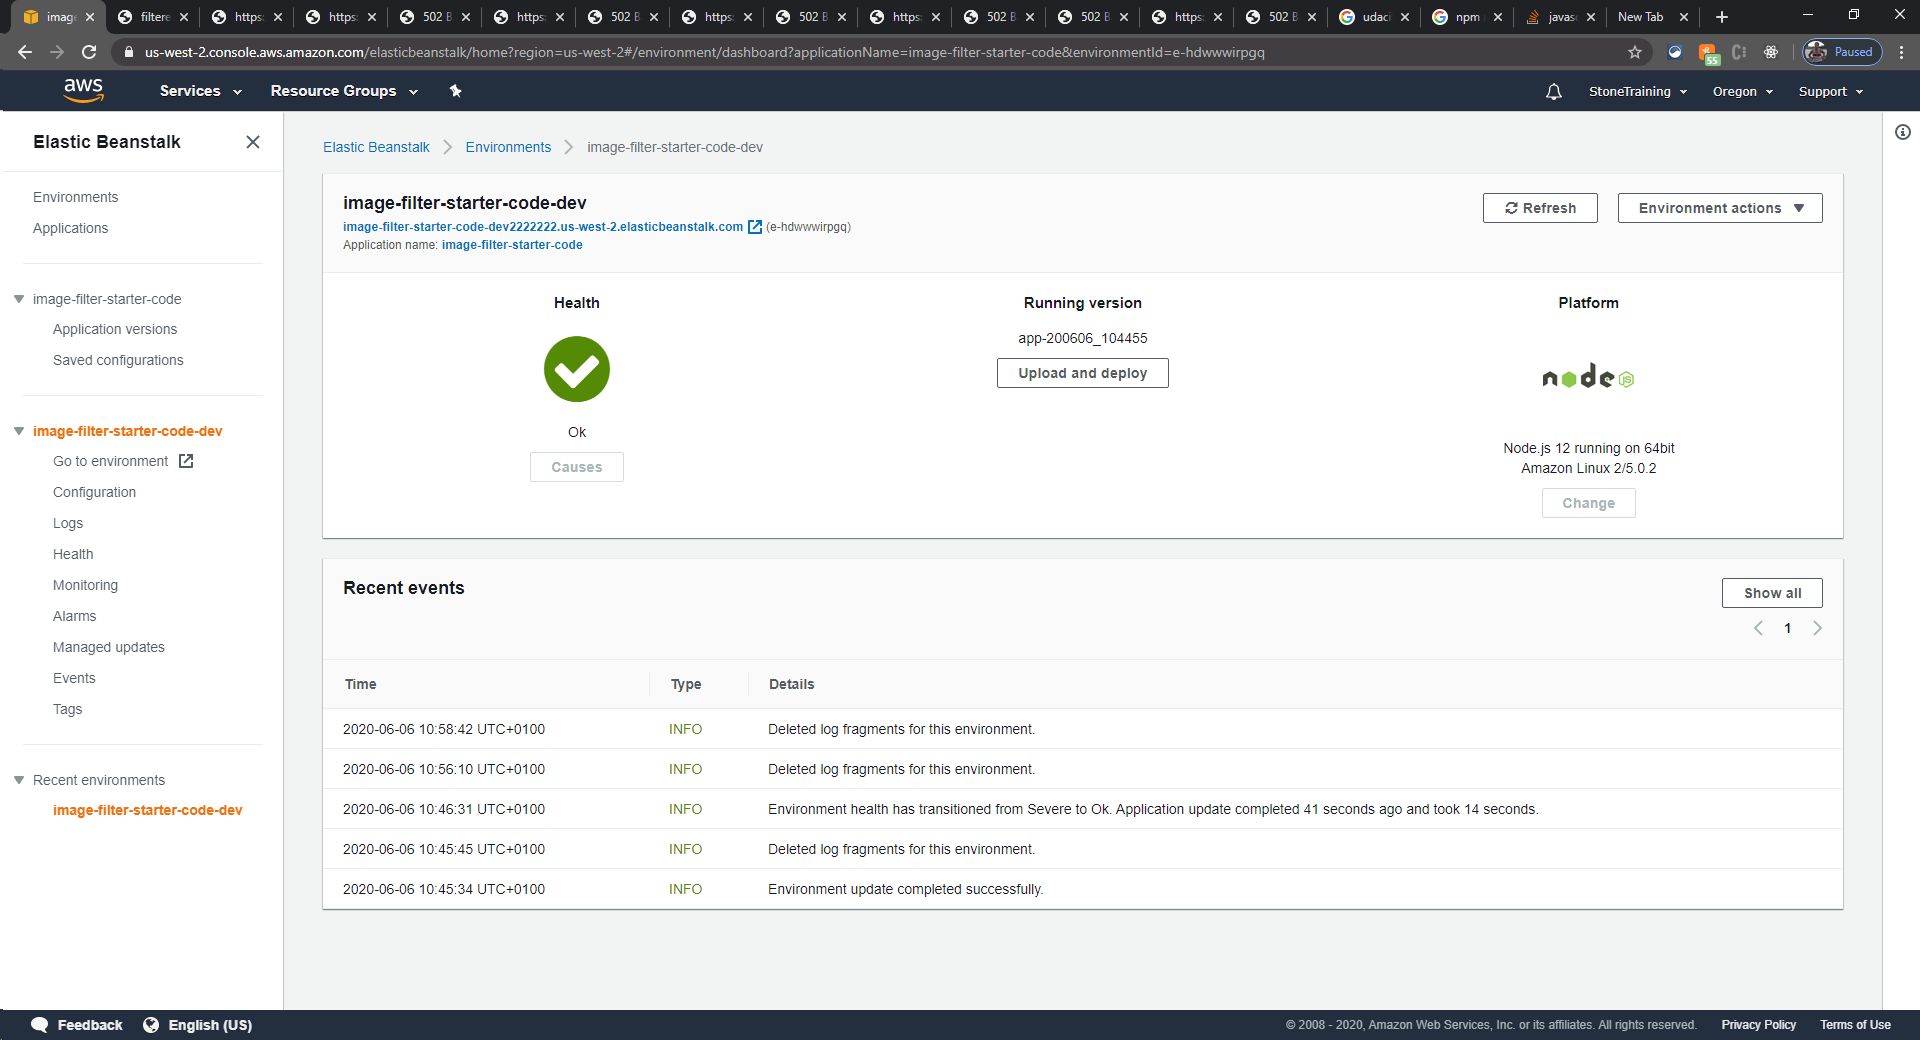 imag
filtere
https:
https:
502 B
https:
502 B
https:
502 B
https:
502 B
502 B
https:
502 B
udaci
npm
javas
New Tab
us-west-2.console.aws.amazon.com/elasticbeanstalk/home?region=us-west-2#/environment/dashboard?applicationName=image-filter-starter-code&environmentId=e-hdwwwirpgq
55
Paused
aws
Services
Resource Groups
StoneTraining
Oregon
Support
Elastic Beanstalk
Environments
Applications
image-filter-starter-code
Application versions
Saved configurations
image-filter-starter-code-dev
Go to environment
Configuration
Logs
Health
Monitoring
Alarms
Managed updates
Events
Tags
Recent environments
image-filter-starter-code-dev
Elastic Beanstalk > Environments > image-filter-starter-code-dev
image-filter-starter-code-dev
image-filter-starter-code-dev2222222.us-west-2.elasticbeanstalk.com (e-hdwwwirpgq)
Application name: image-filter-starter-code
Refresh
Environment actions
Health
Ok
Causes
Running version
app-200606_104455
Upload and deploy
Platform
node JS
Node.js 12 running on 64bit
Amazon Linux 2/5.0.2
Change
Recent events
Show all
1
Time Type Details
2020-06-06 10:58:42 UTC+0100 INFO Deleted log fragments for this environment.
2020-06-06 10:56:10 UTC+0100 INFO Deleted log fragments for this environment.
2020-06-06 10:46:31 UTC+0100 INFO Environment health has transitioned from Severe to Ok. Application update completed 41 seconds ago and took 14 seconds.
2020-06-06 10:45:45 UTC+0100 INFO Deleted log fragments for this environment.
2020-06-06 10:45:34 UTC+0100 INFO Environment update completed successfully.
Feedback
English (US)
© 2008 - 2020, Amazon Web Services, Inc. or its affiliates. All rights reserved.
Privacy Policy
Terms of Use